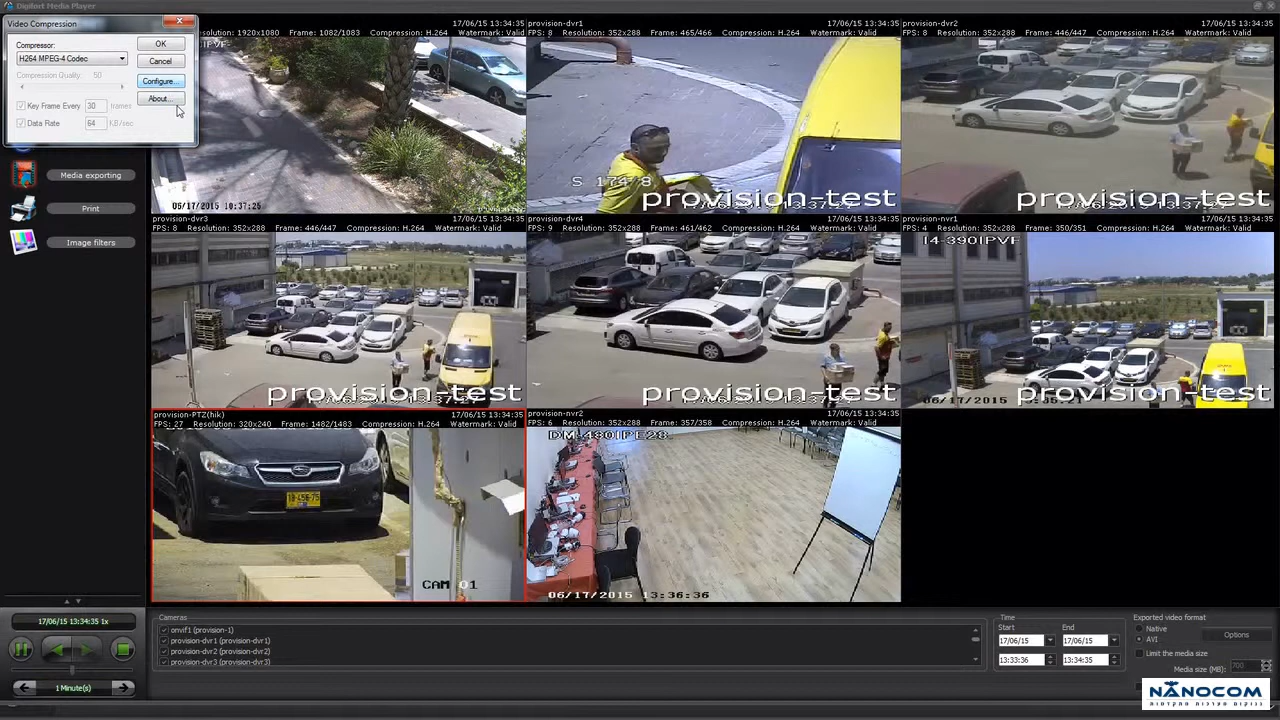 Digifort Media Player
Video Compression
Compressor:
H264 MPEG-4 Codec
Compression Quality: 50
Key Frame Every 30 frames
Data Rate 64 KB/sec
OK
Cancel
Configure...
About...
Media exporting
Print
Image filters
17/06/15 13:34:35
Resolution: 1920x1080 Frame: 1082/1083 Compression: H.264 Watermark: Valid
06/17/2015 10:37:25
provision-dvr1 17/06/15 13:34:35
FPS: 8 Resolution: 352x288 Frame: 465/466 Compression: H.264 Watermark: Valid
S 174/8
provision-test
provision-dvr2 17/06/15 13:34:35
FPS: 8 Resolution: 352x288 Frame: 446/447 Compression: H.264 Watermark: Valid
provision-test
provision-dvr3 17/06/15 13:34:35
FPS: 8 Resolution: 352x288 Frame: 446/447 Compression: H.264 Watermark: Valid
provision-test
provision-dvr4 17/06/15 13:34:35
FPS: 9 Resolution: 352x288 Frame: 461/462 Compression: H.264 Watermark: Valid
provision-test
provision-nvr1 17/06/15 13:34:35
FPS: 4 Resolution: 352x288 Frame: 350/351 Compression: H.264 Watermark: Valid
I4-390IPVF
provision-test
provision-PTZ(hik) 17/06/15 13:34:35
FPS: 27 Resolution: 320x240 Frame: 1482/1483 Compression: H.264 Watermark: Valid
CAM 01
provision-nvr2 17/06/15 13:34:35
FPS: 6 Resolution: 352x288 Frame: 357/358 Compression: H.264 Watermark: Valid
DM-480IPE28
06/17/2015 13:36:36
17/06/15 13:34:35 1x
1 Minute(s)
Cameras
onvif1 (provision-1)
provision-dvr1 (provision-dvr1)
provision-dvr2 (provision-dvr2)
provision-dvr3 (provision-dvr3)
Time
Start End
17/06/15 17/06/15
13:33:36 13:34:35
Exported video format
Native
AVI
Options
Limit the media size
Media size (MB): 700
NANOCOM